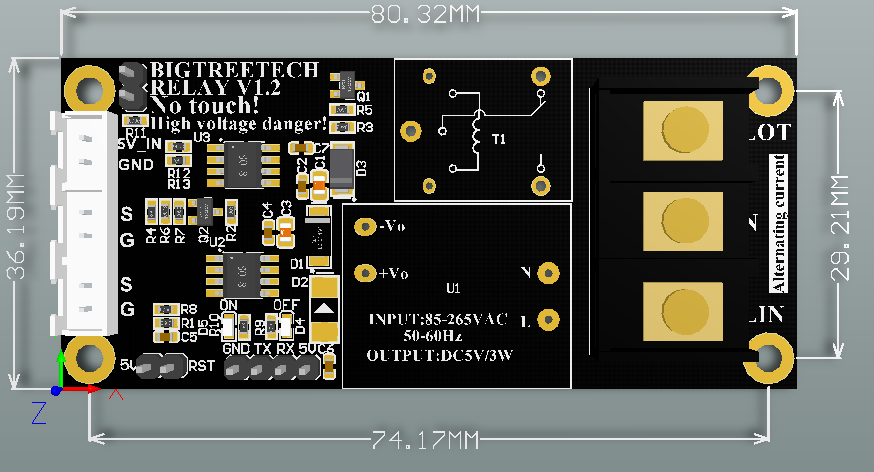 80.32MM
BIGTREETECH
RELAY V1.2
No touch!
High voltage danger!
Q1
R5
R3
R11
U3
5V_IN
GND
R12
R13
C7
C2
C1
D3
T1
LOT
S
G
R4
R6
R7
Q2
R2
C4
C3
U2
D1
D2
-Vo
+Vo
U1
N
L
INPUT:85-265VAC
50-60Hz
OUTPUT:DC5V/3W
N
Alternating current
LIN
S
G
R8
R1
C5
ON
OFF
D5
R10
R9
D4
GND TX RX 5V
C6
5V
RST
36.19MM
29.21MM
74.17MM
X
Z